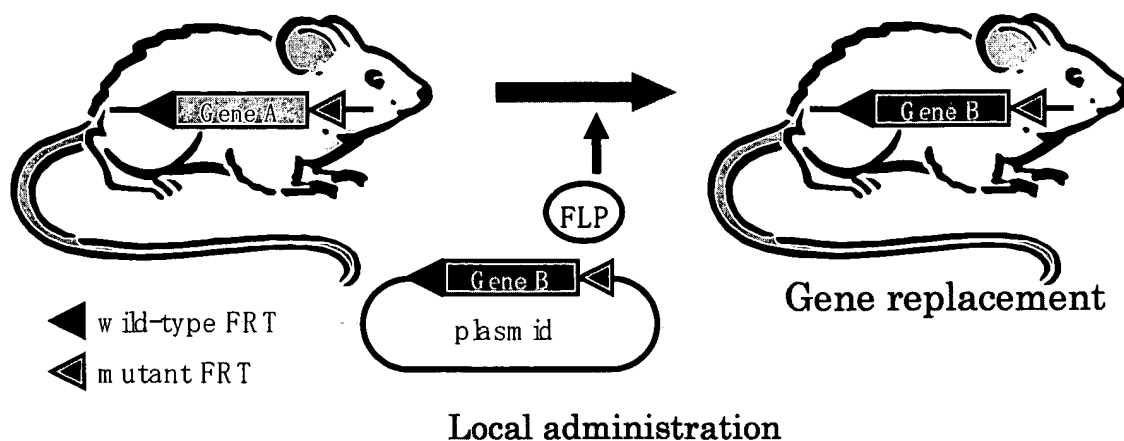 Gene A
Gene B
FLP
Gene B
plasmid
Gene replacement
wild-type FRT
mutant FRT
Local administration